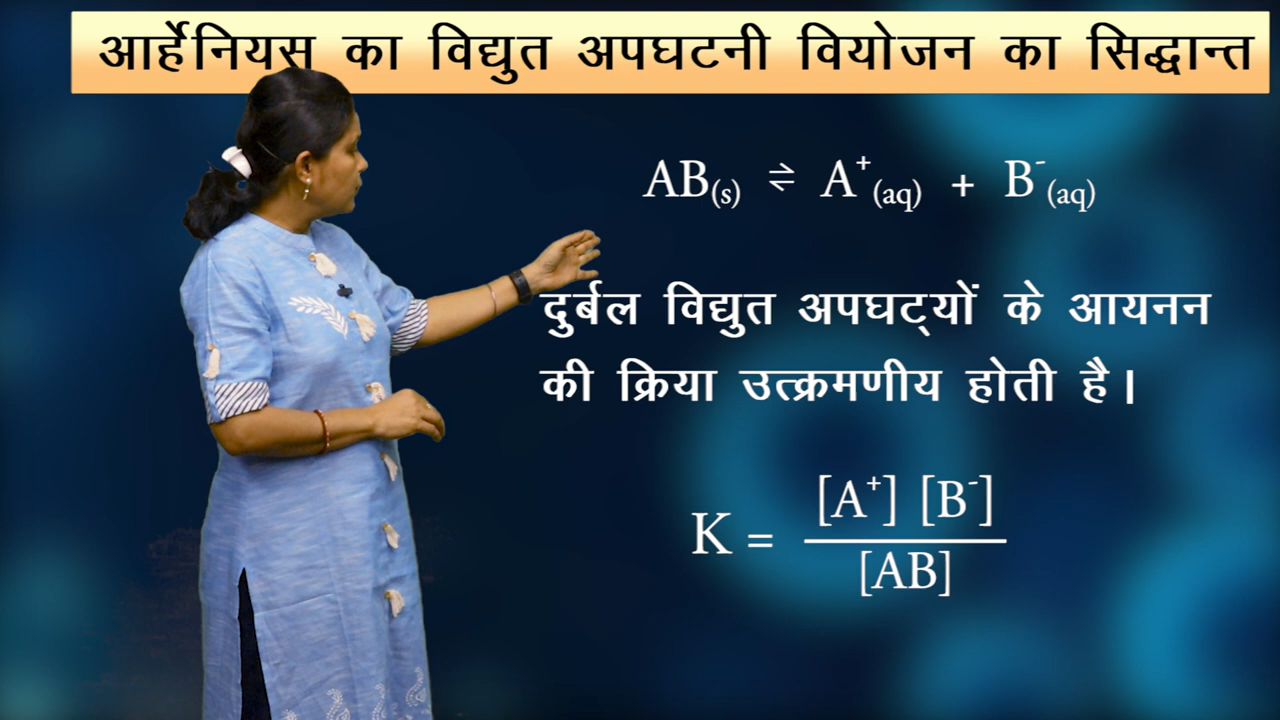 आर्हेनियस का विद्युत अपघटनी वियोजन का सिद्धान्त
AB(s) ⇌ A⁺(aq) + B⁻(aq)
दुर्बल विद्युत अपघट्यों के आयनन
की क्रिया उत्क्रमणीय होती है।
K = [A⁺] [B⁻]
[AB]